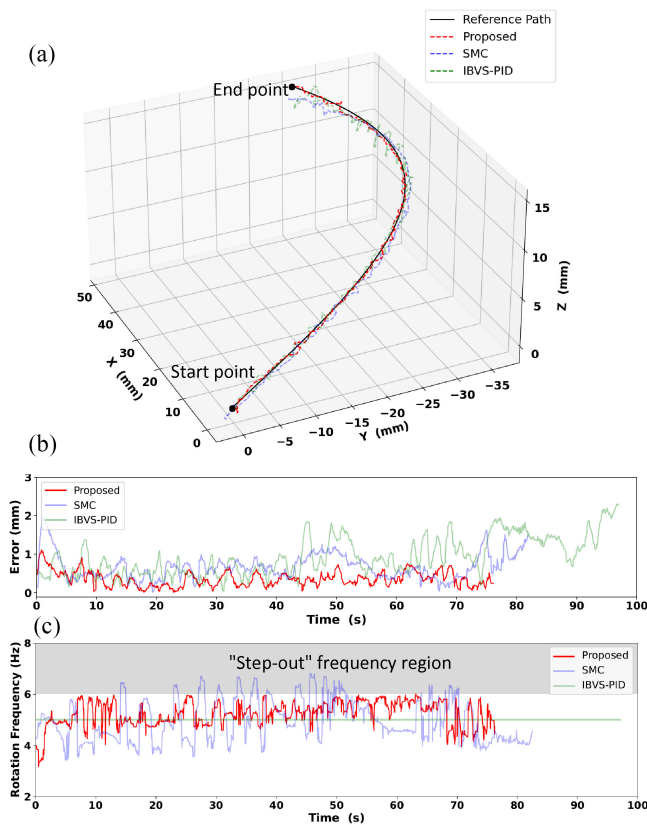 Reference Path
Proposed
SMC
IBVS-PID
(a)
End point
Start point
50
40
30
20
10
0
X (mm)
0
−5
−10
−15
−20
−25
−30
−35
Y (mm)
15
10
5
0
Z (mm)
(b)
3
2
1
0
Error (mm)
Proposed
SMC
IBVS-PID
0 10 20 30 40 50 60 70 80 90 100
Time (s)
(c)
8
6
4
2
Rotation Frequency (Hz)
"Step-out" frequency region
Proposed
SMC
IBVS-PID
0 10 20 30 40 50 60 70 80 90 100
Time (s)